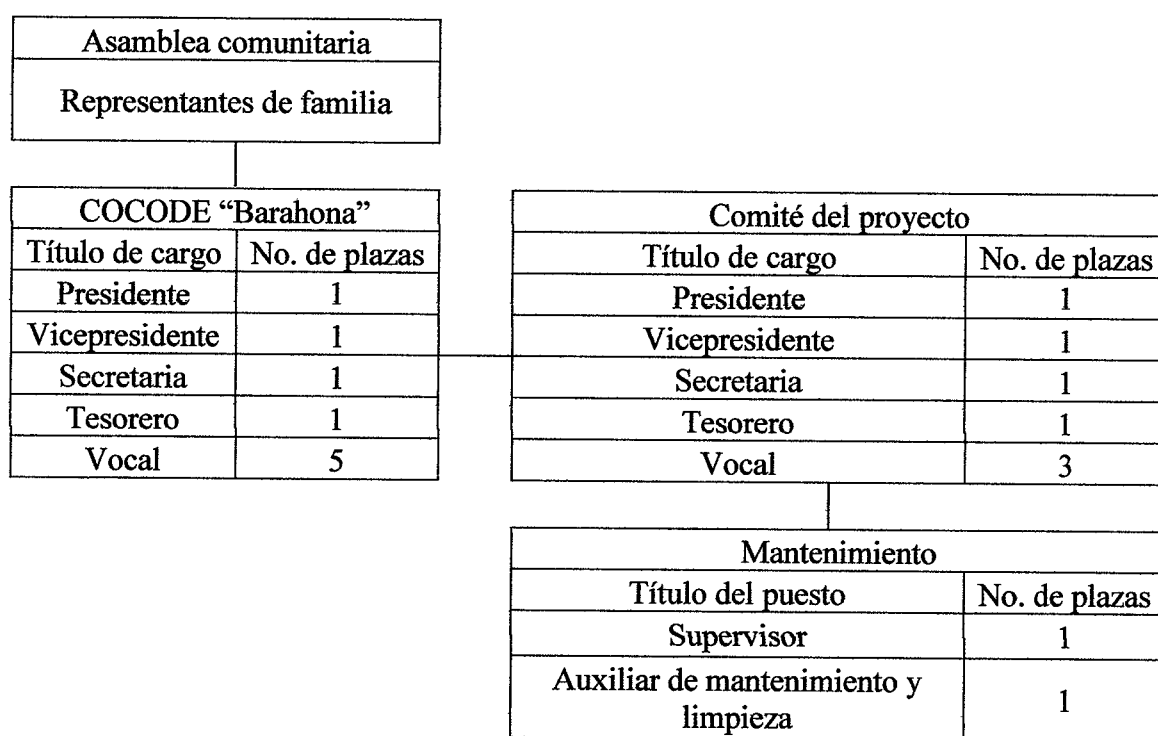 Asamblea comunitaria
Representantes de familia
COCODE “Barahona”
Título de cargo No. de plazas
Presidente 1
Vicepresidente 1
Secretaria 1
Tesorero 1
Vocal 5
Comité del proyecto
Título de cargo No. de plazas
Presidente 1
Vicepresidente 1
Secretaria 1
Tesorero 1
Vocal 3
Mantenimiento
Título del puesto No. de plazas
Supervisor 1
Auxiliar de mantenimiento y
limpieza 1